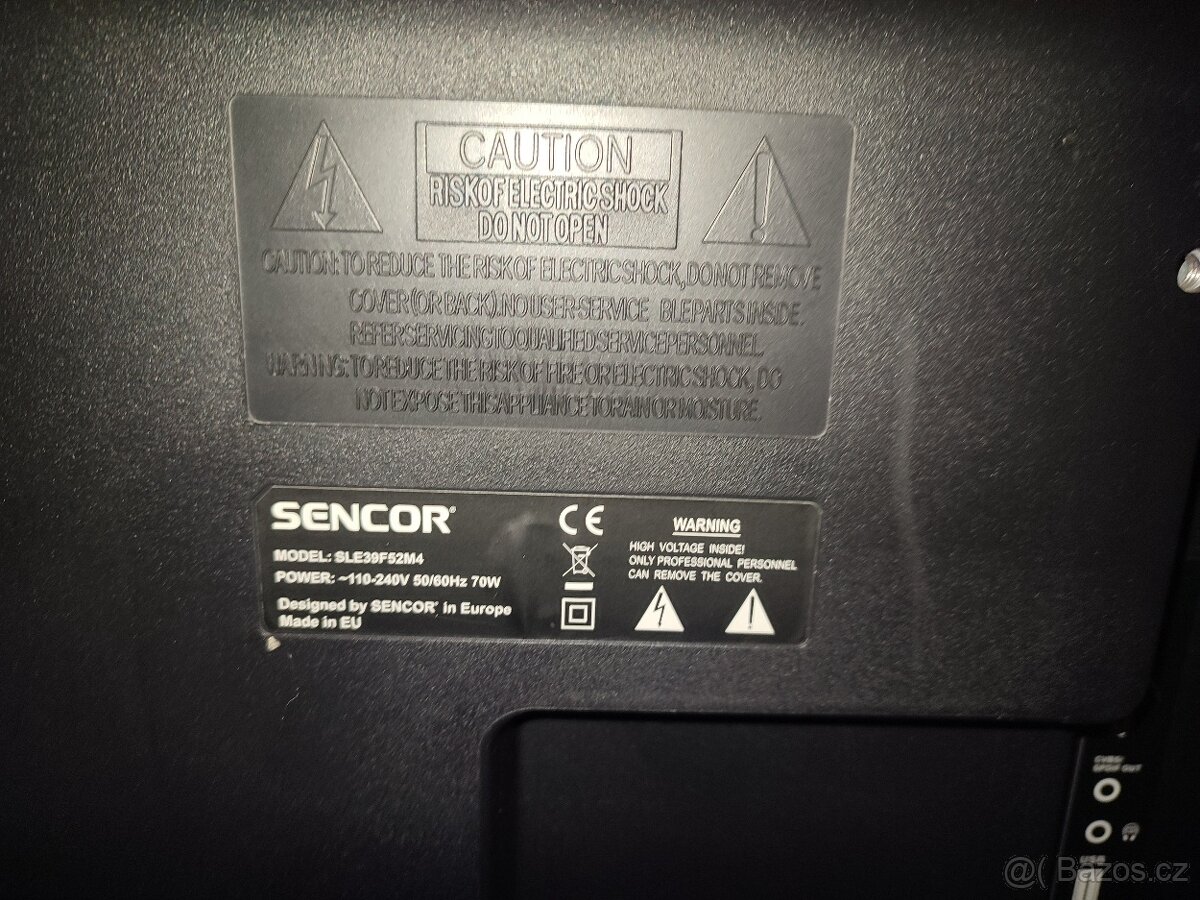 CAUTION
RISK OF ELECTRIC SHOCK
DO NOT OPEN
CAUTION: TO REDUCE THE RISK OF ELECTRIC SHOCK, DO NOT REMOVE
COVER (OR BACK). NO USER-SERVICE BLE PARTS INSIDE.
REFER SERVICING TO QUALIFIED SERVICE PERSONNEL.
WARNING: TO REDUCE THE RISK OF FIRE OR ELECTRIC SHOCK, DO
NOT EXPOSE THIS APPLIANCE TO RAIN OR MOISTURE.
SENCOR®
MODEL: SLE39F52M4
POWER: ~110-240V 50/60Hz 70W
Designed by SENCOR® in Europe
Made in EU
CE
WARNING
HIGH VOLTAGE INSIDE!
ONLY PROFESSIONAL PERSONNEL
CAN REMOVE THE COVER.
SPDIF OUT
USB
@( Bazos.cz